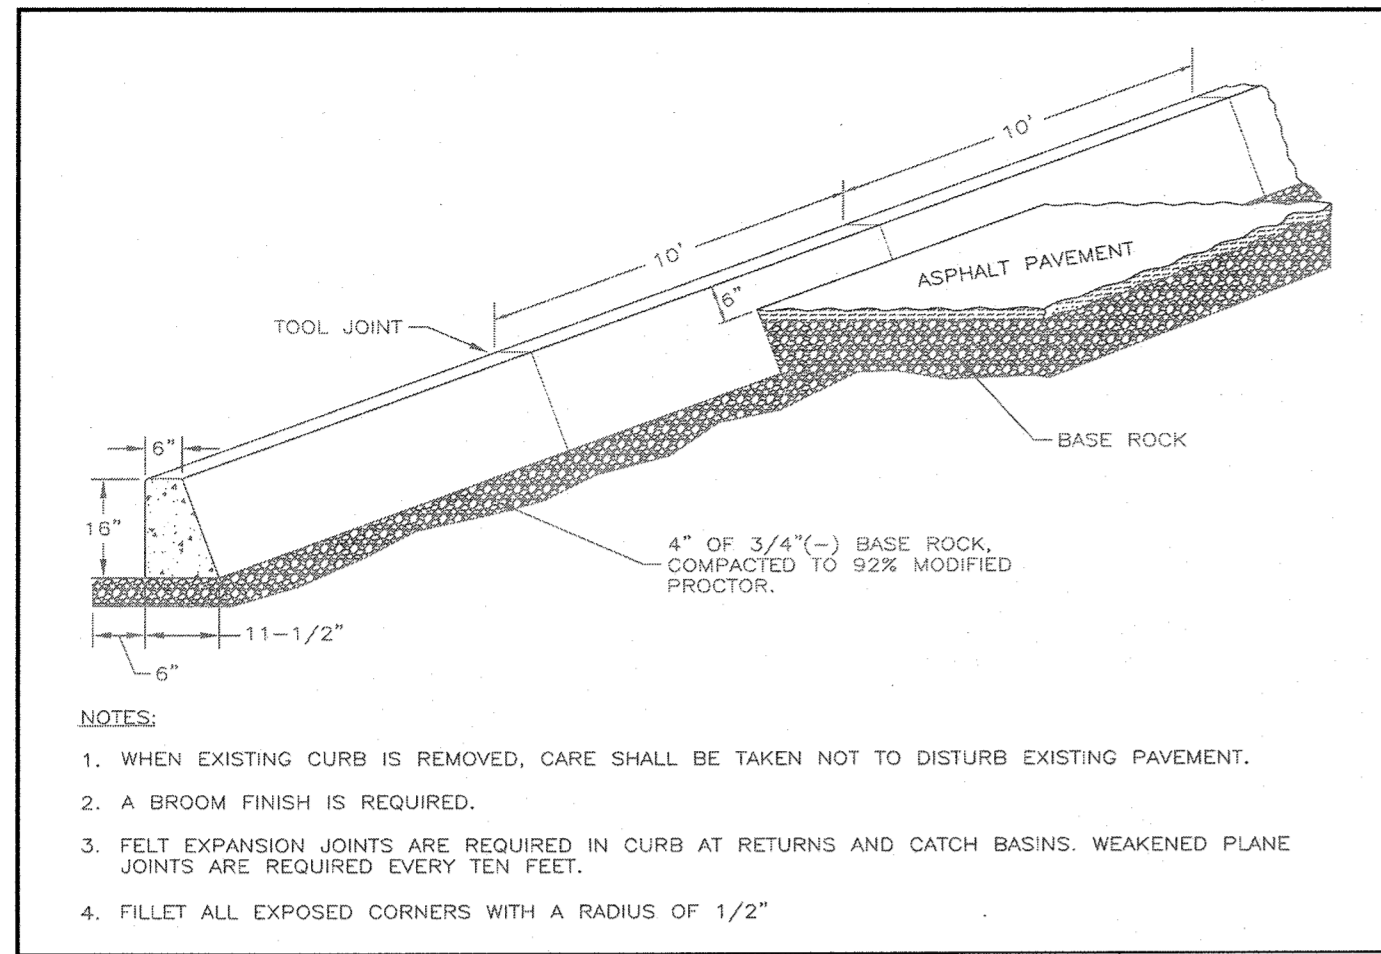 10'
10'
ASPHALT PAVEMENT
6"
TOOL JOINT
BASE ROCK
6"
16"
4" OF 3/4"(-) BASE ROCK,
COMPACTED TO 92% MODIFIED
PROCTOR.
11-1/2"
6"
NOTES:
1. WHEN EXISTING CURB IS REMOVED, CARE SHALL BE TAKEN NOT TO DISTURB EXISTING PAVEMENT.
2. A BROOM FINISH IS REQUIRED.
3. FELT EXPANSION JOINTS ARE REQUIRED IN CURB AT RETURNS AND CATCH BASINS. WEAKENED PLANE
JOINTS ARE REQUIRED EVERY TEN FEET.
4. FILLET ALL EXPOSED CORNERS WITH A RADIUS OF 1/2"